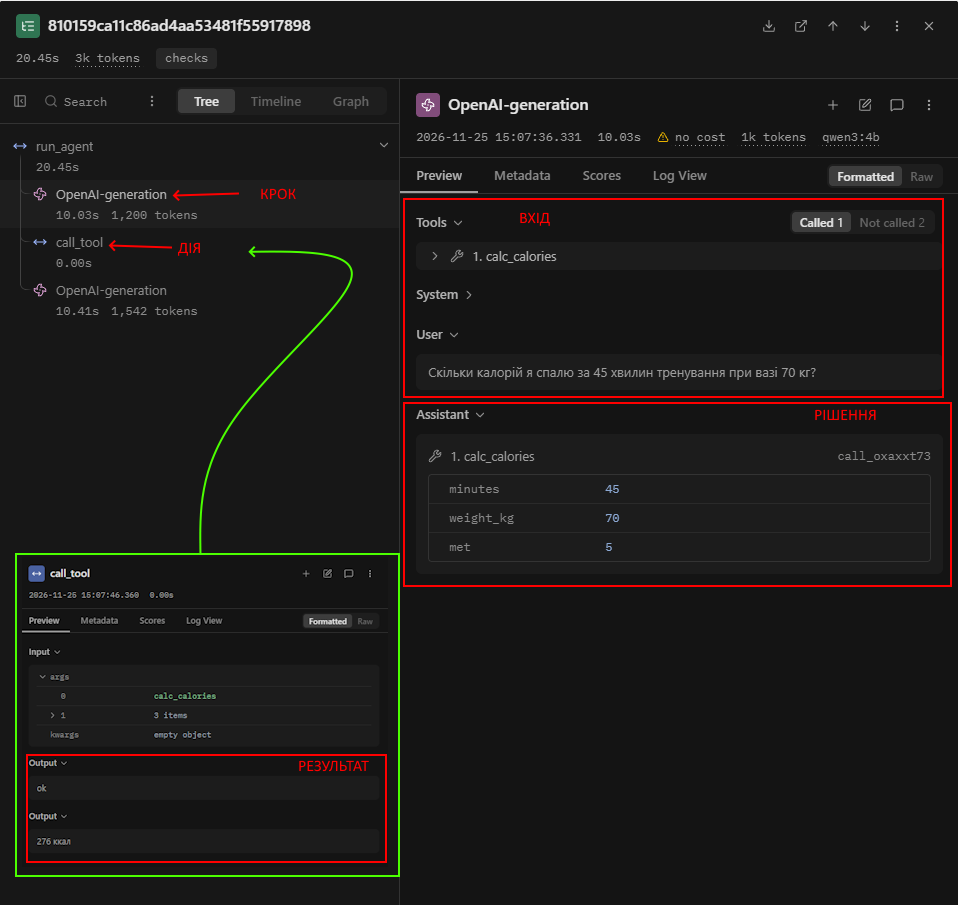 810159ca11c86ad4aa53481f55917898
20.45s 3k tokens checks
Search Tree Timeline Graph
run_agent
20.45s
OpenAI-generation КРОК
10.03s 1,200 tokens
call_tool ДІЯ
0.00s
OpenAI-generation
10.41s 1,542 tokens
OpenAI-generation
2026-11-25 15:07:36.331 10.03s no cost 1k tokens qwen3:4b
Preview Metadata Scores Log View Formatted Raw
Tools ВХІД Called 1 Not called 2
1. calc_calories
System
User
Скільки калорій я спалю за 45 хвилин тренування при вазі 70 кг?
Assistant РІШЕННЯ
1. calc_calories call_oxaxxt73
minutes 45
weight_kg 70
met 5
call_tool
2026-11-25 15:07:46.360 0.00s
Preview Metadata Scores Log View Formatted Raw
Input
args
0 calc_calories
1 3 items
kwargs empty object
Output РЕЗУЛЬТАТ
ok
Output
276 ккал